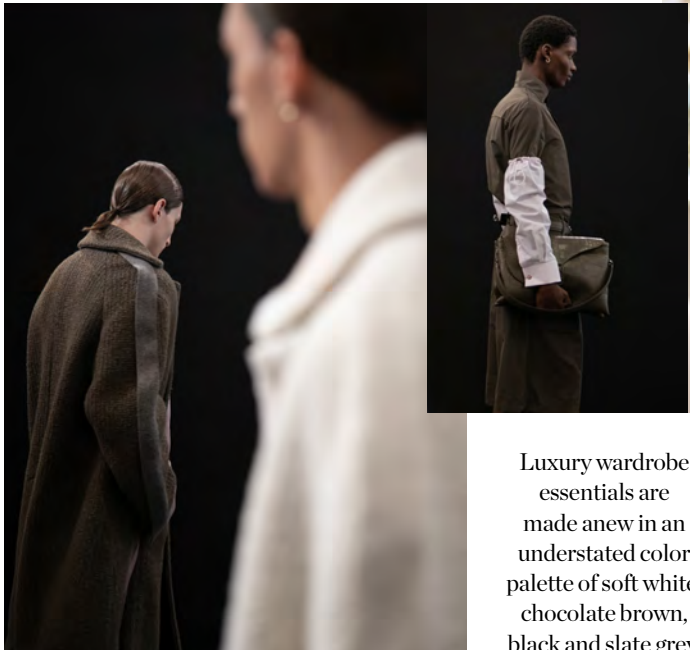 Luxury wardrobe
essentials are
made anew in an
understated color
palette of soft white,
chocolate brown,
black and slate grey